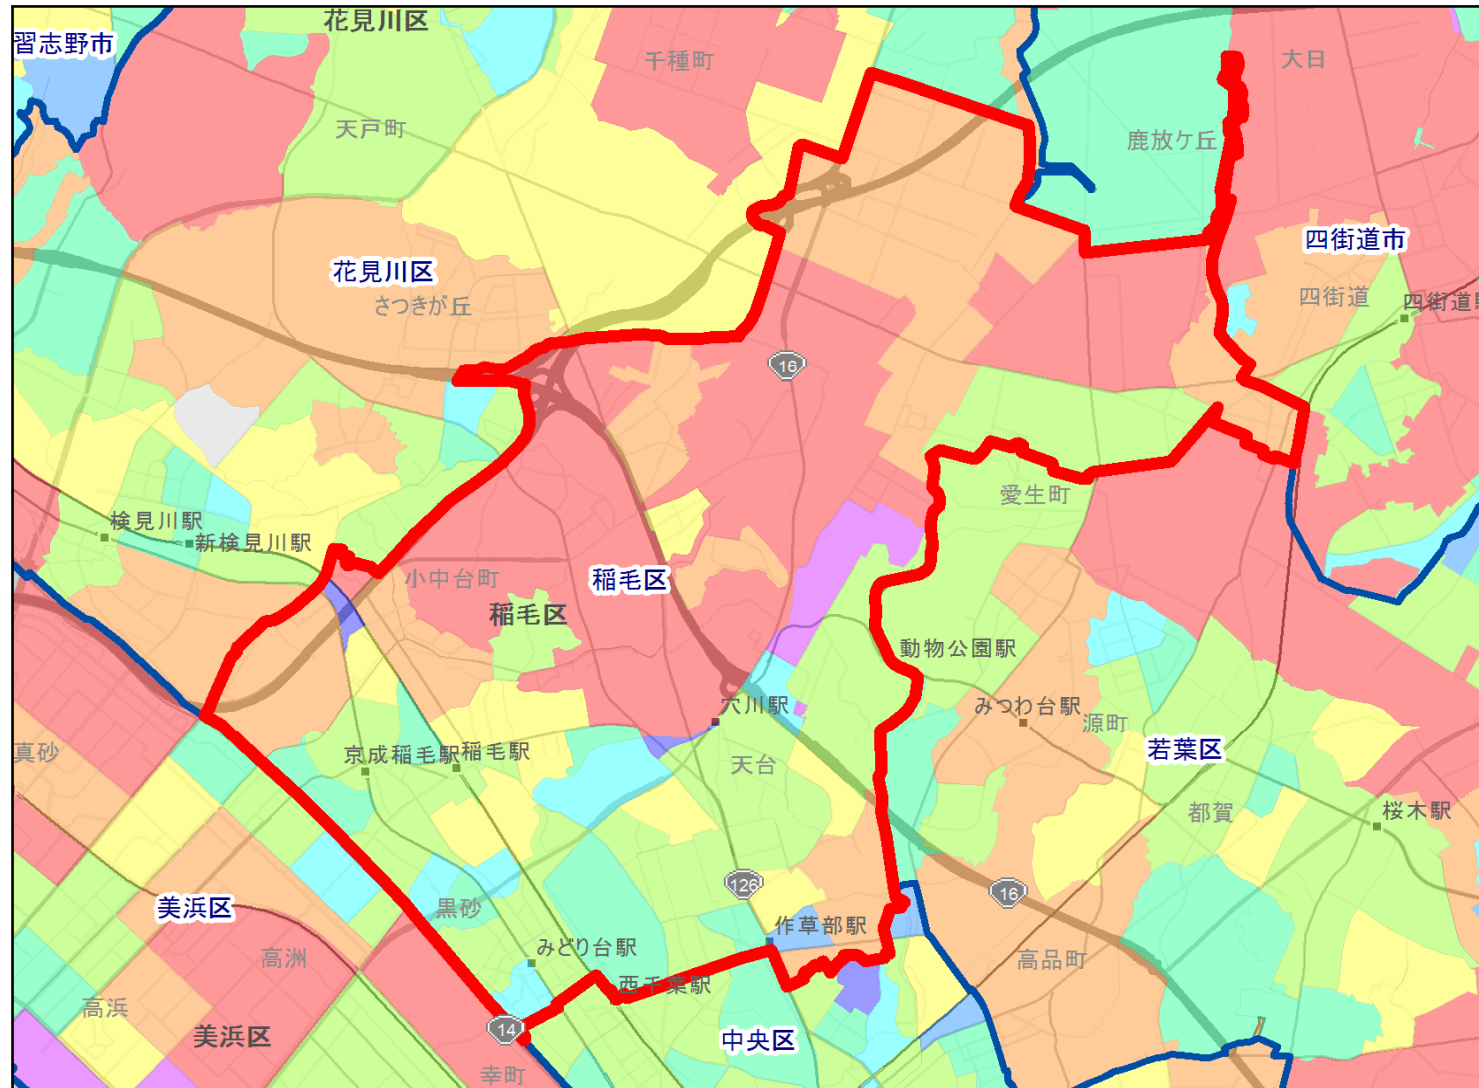 花見川区
習志野市
千種町
大日
天戸町
鹿放ケ丘
四街道市
花見川区
さつきが丘
四街道
四街道駅
16
愛生町
検見川駅
新検見川駅
小中台町
稲毛区
稲毛区
動物公園駅
穴川駅
みつわ台駅
源町
真砂
京成稲毛駅
稲毛駅
天台
若葉区
都賀
桜木駅
126
16
美浜区
黒砂
作草部駅
みどり台駅
高洲
高品町
西千葉駅
高浜
14
美浜区
中央区
幸町